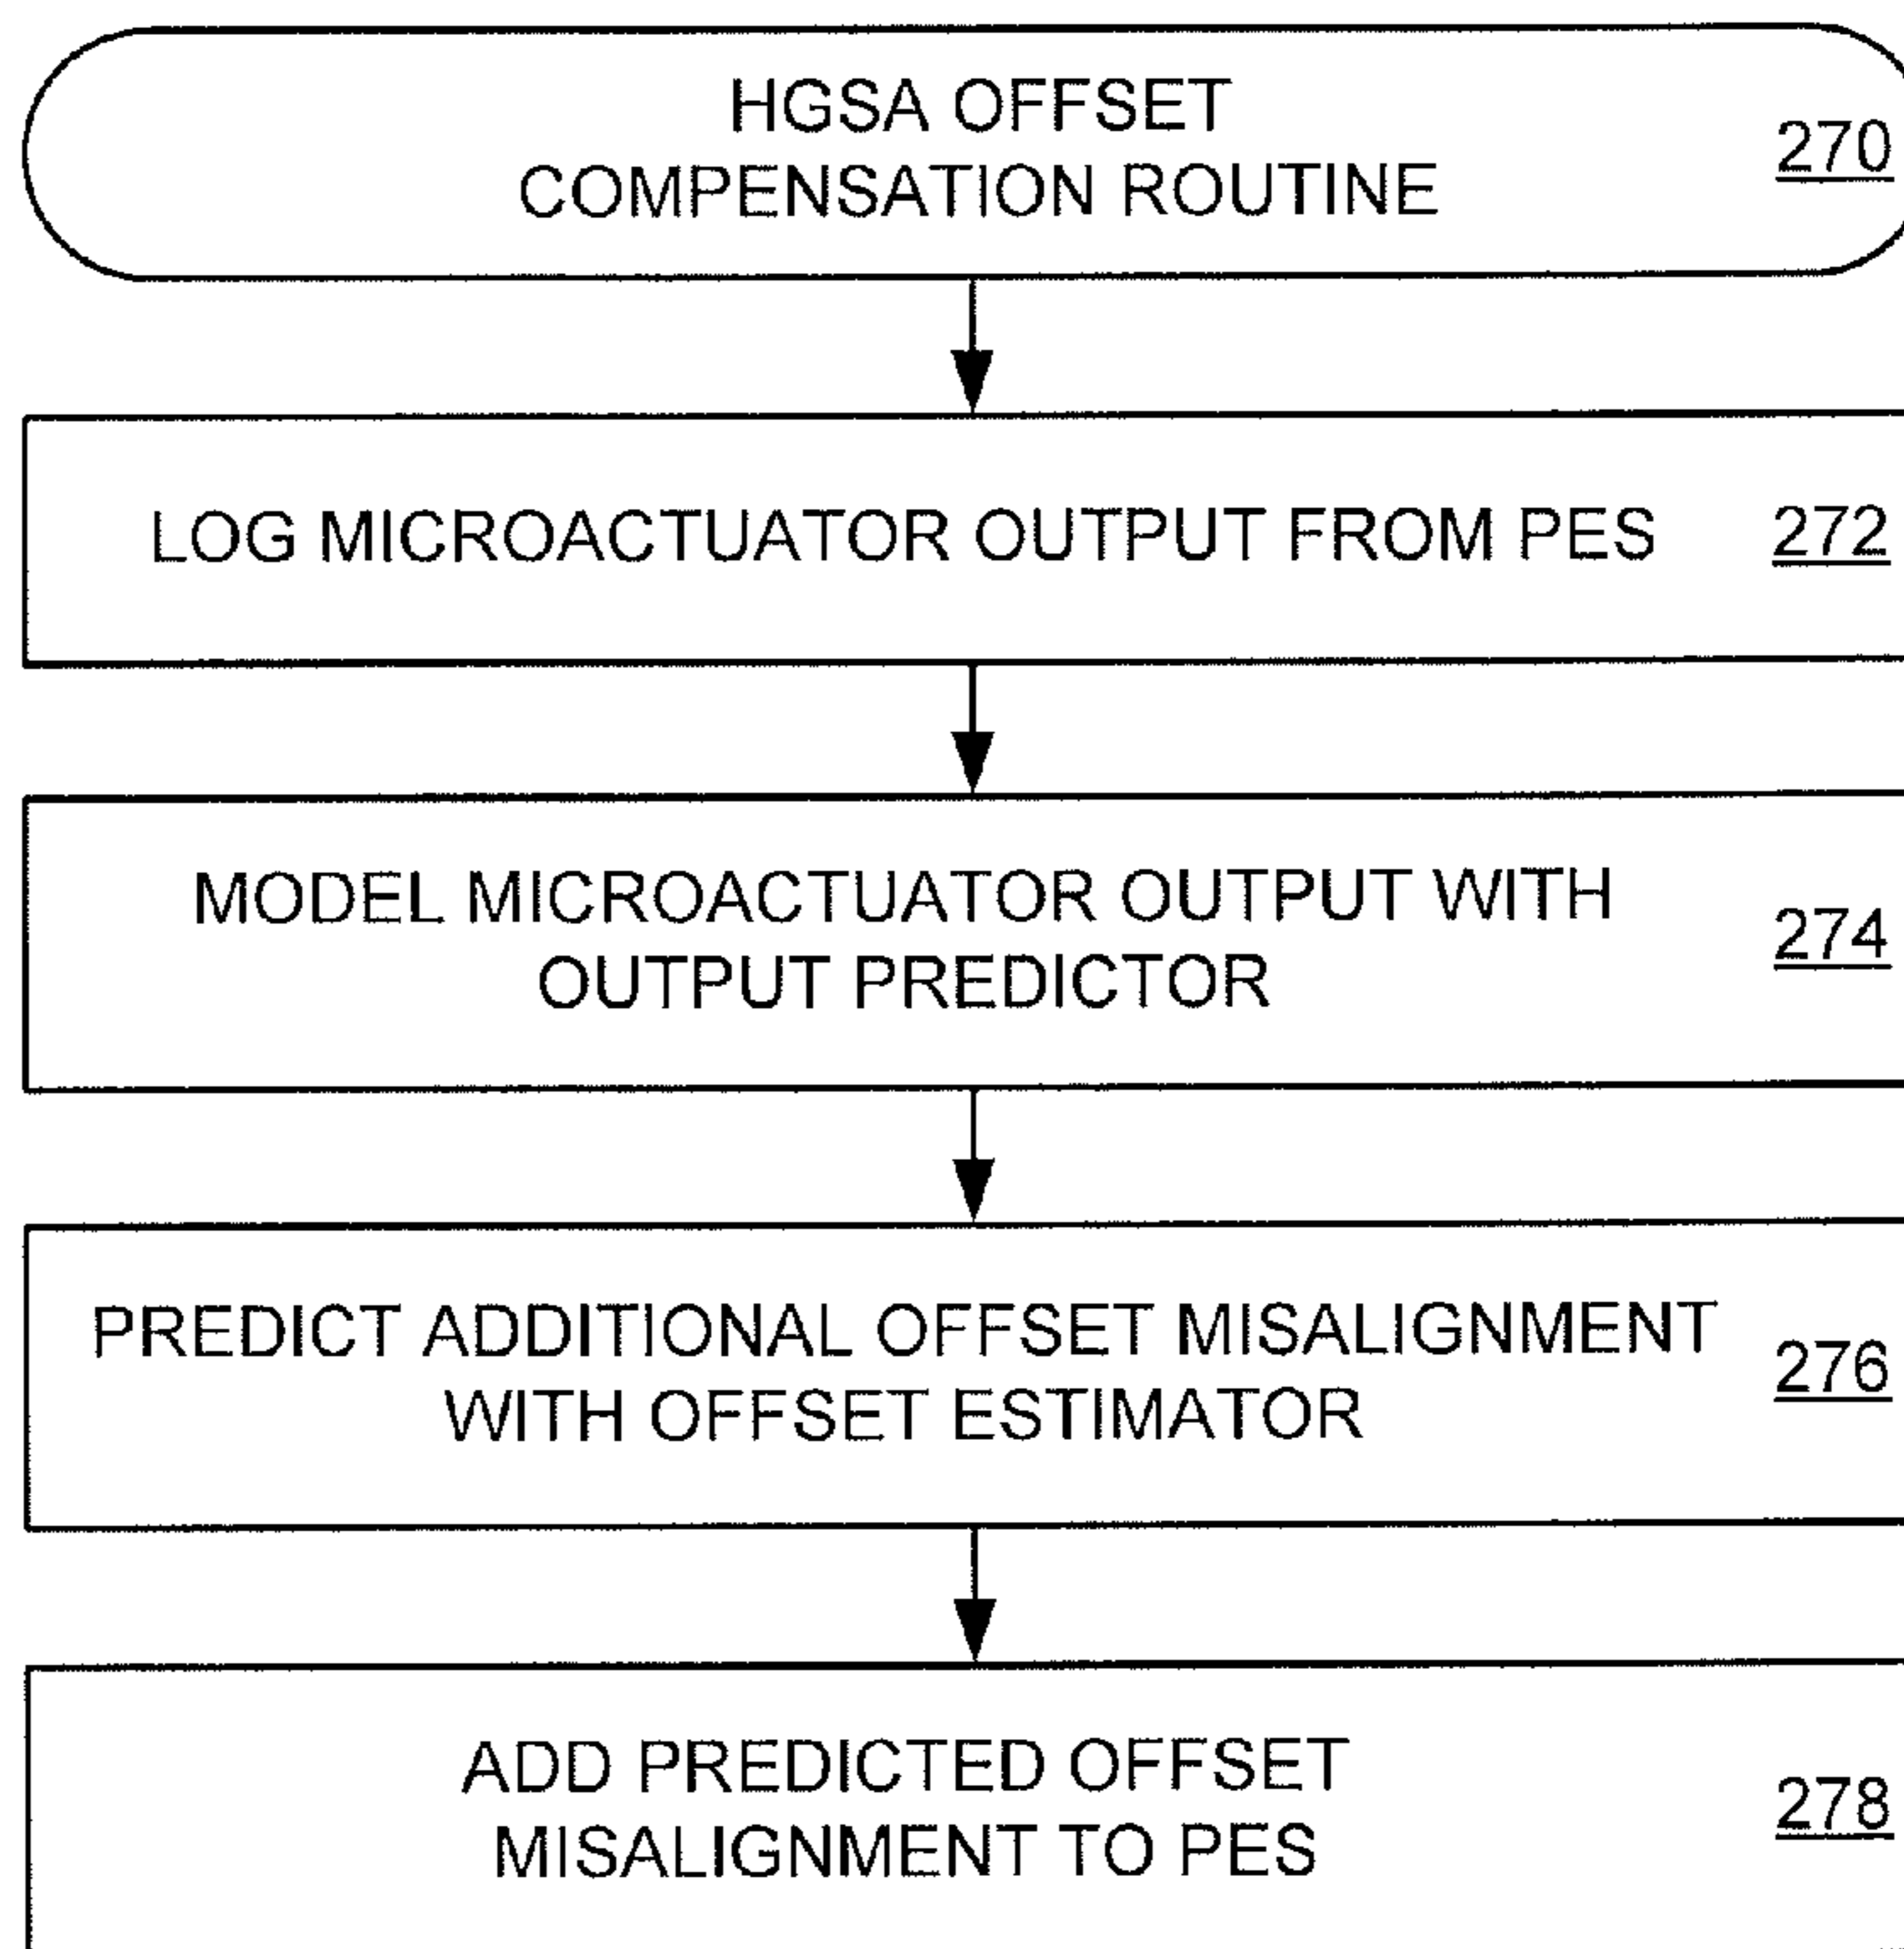 HGSA OFFSET
COMPENSATION ROUTINE
270
LOG MICROACTUATOR OUTPUT FROM PES
272
MODEL MICROACTUATOR OUTPUT WITH
OUTPUT PREDICTOR
274
PREDICT ADDITIONAL OFFSET MISALIGNMENT
WITH OFFSET ESTIMATOR
276
ADD PREDICTED OFFSET
MISALIGNMENT TO PES
278